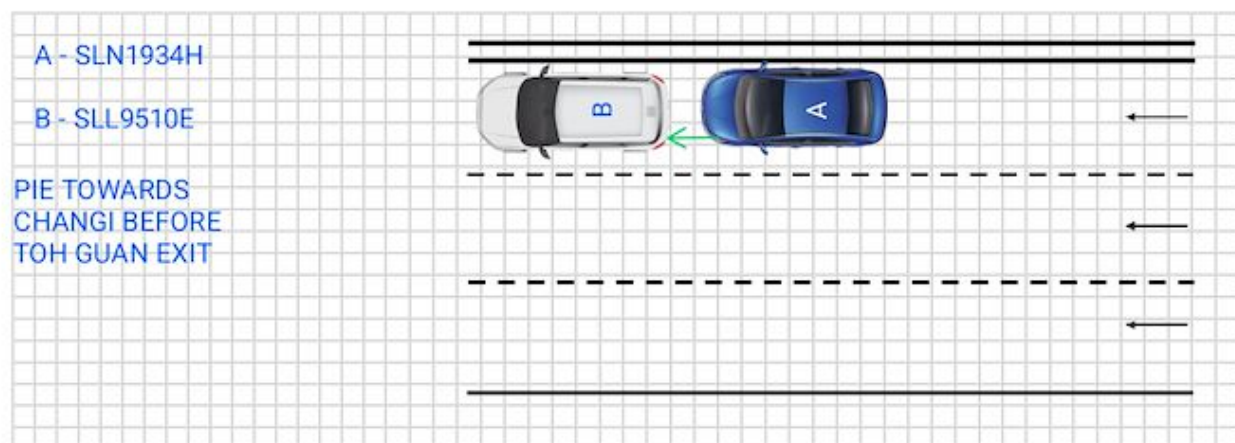 A - SLN1934H
B - SLL9510E
PIE TOWARDS
CHANGI BEFORE
TOH GUAN EXIT
B
A